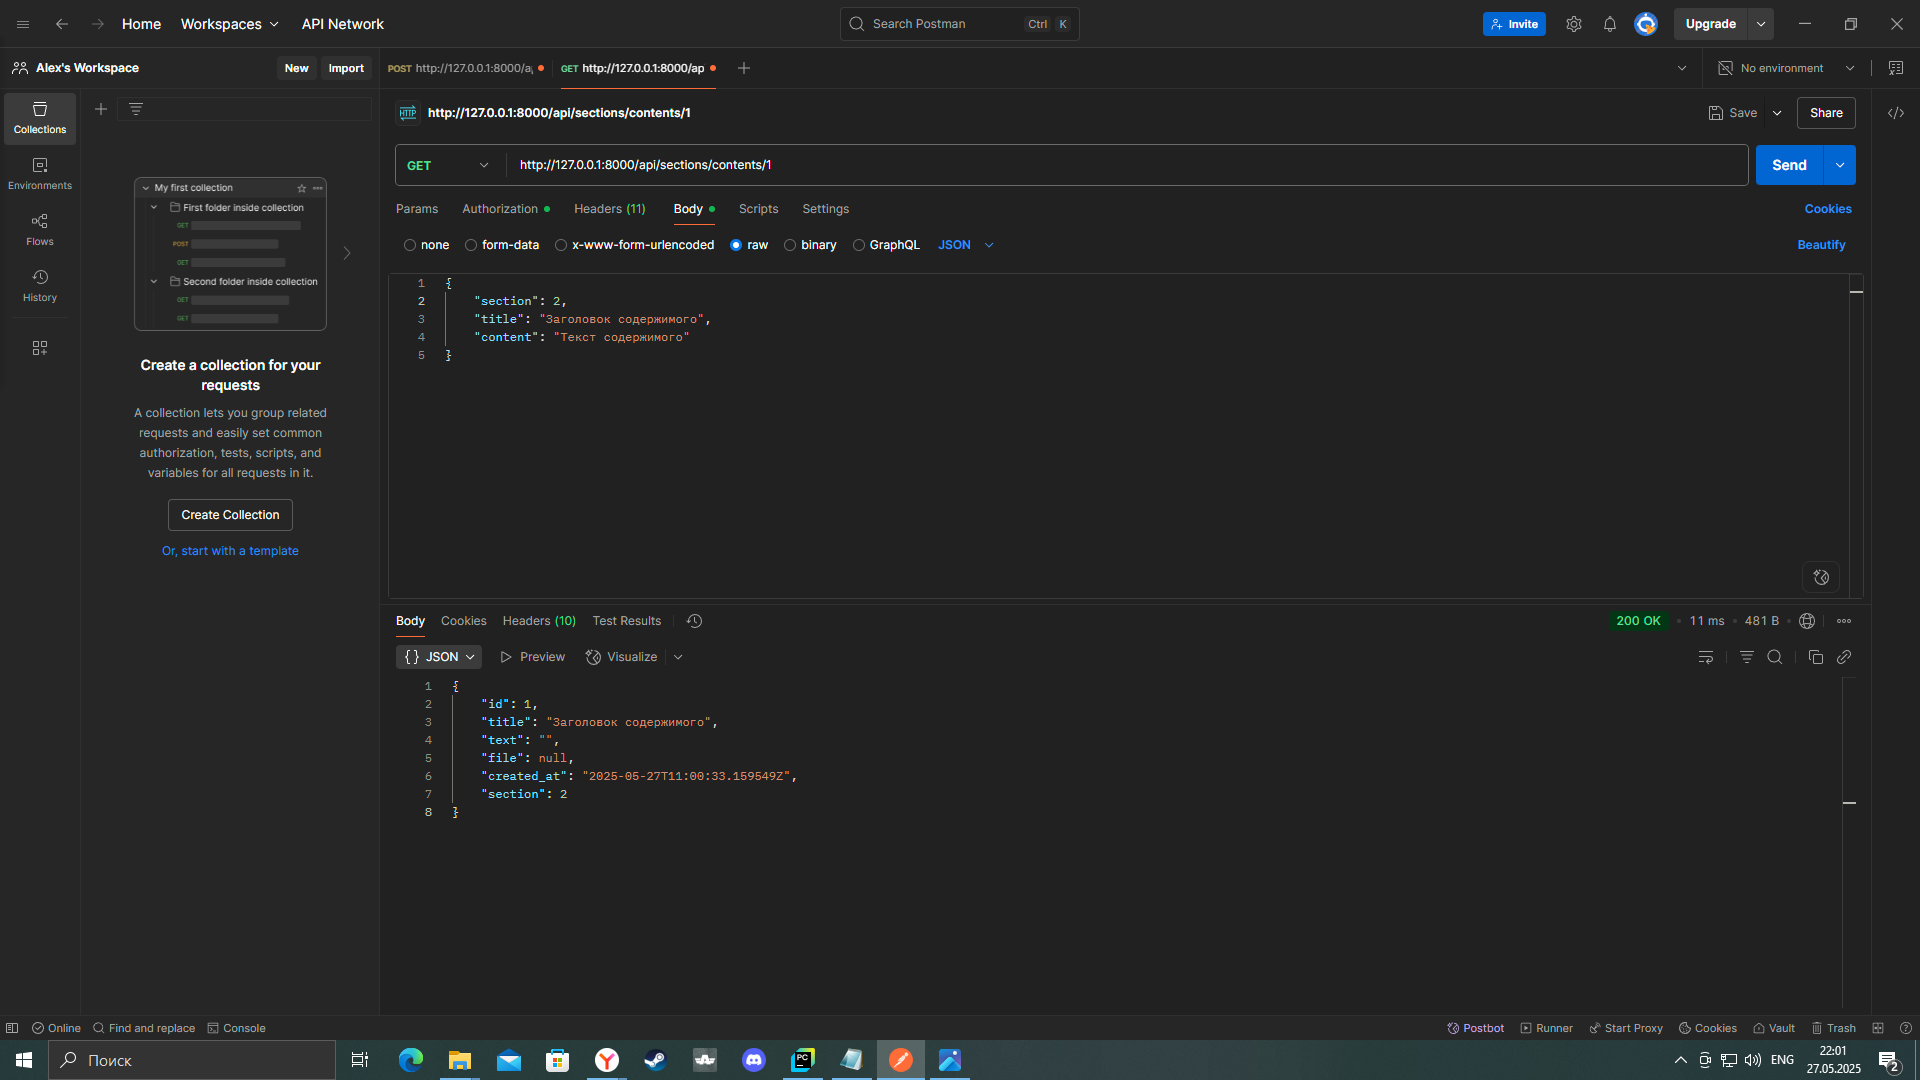 Home
Workspaces
API Network
Search Postman
Ctrl
K
Invite
Upgrade
Alex's Workspace
New
Import
POST http://127.0.0.1:8000/a
GET http://127.0.0.1:8000/ap
No environment
Collections
Environments
Flows
History
My first collection
First folder inside collection
GET
POST
GET
Second folder inside collection
GET
GET
Create a collection for your
requests
A collection lets you group related
requests and easily set common
authorization, tests, scripts, and
variables for all requests in it.
Create Collection
Or, start with a template
HTTP
http://127.0.0.1:8000/api/sections/contents/1
Save
Share
GET
http://127.0.0.1:8000/api/sections/contents/1
Send
Params
Authorization
Headers (11)
Body
Scripts
Settings
Cookies
none
form-data
x-www-form-urlencoded
raw
binary
GraphQL
JSON
Beautify
1 {
2 "section": 2,
3 "title": "Заголовок содержимого",
4 "content": "Текст содержимого"
5 }
Body
Cookies
Headers (10)
Test Results
200 OK
11 ms
481 B
{} JSON
Preview
Visualize
1 {
2 "id": 1,
3 "title": "Заголовок содержимого",
4 "text": "",
5 "file": null,
6 "created_at": "2025-05-27T11:00:33.159549Z",
7 "section": 2
8 }
Online
Find and replace
Console
Postbot
Runner
Start Proxy
Cookies
Vault
Trash
Поиск
PC
ENG
22:01
27.05.2025
2